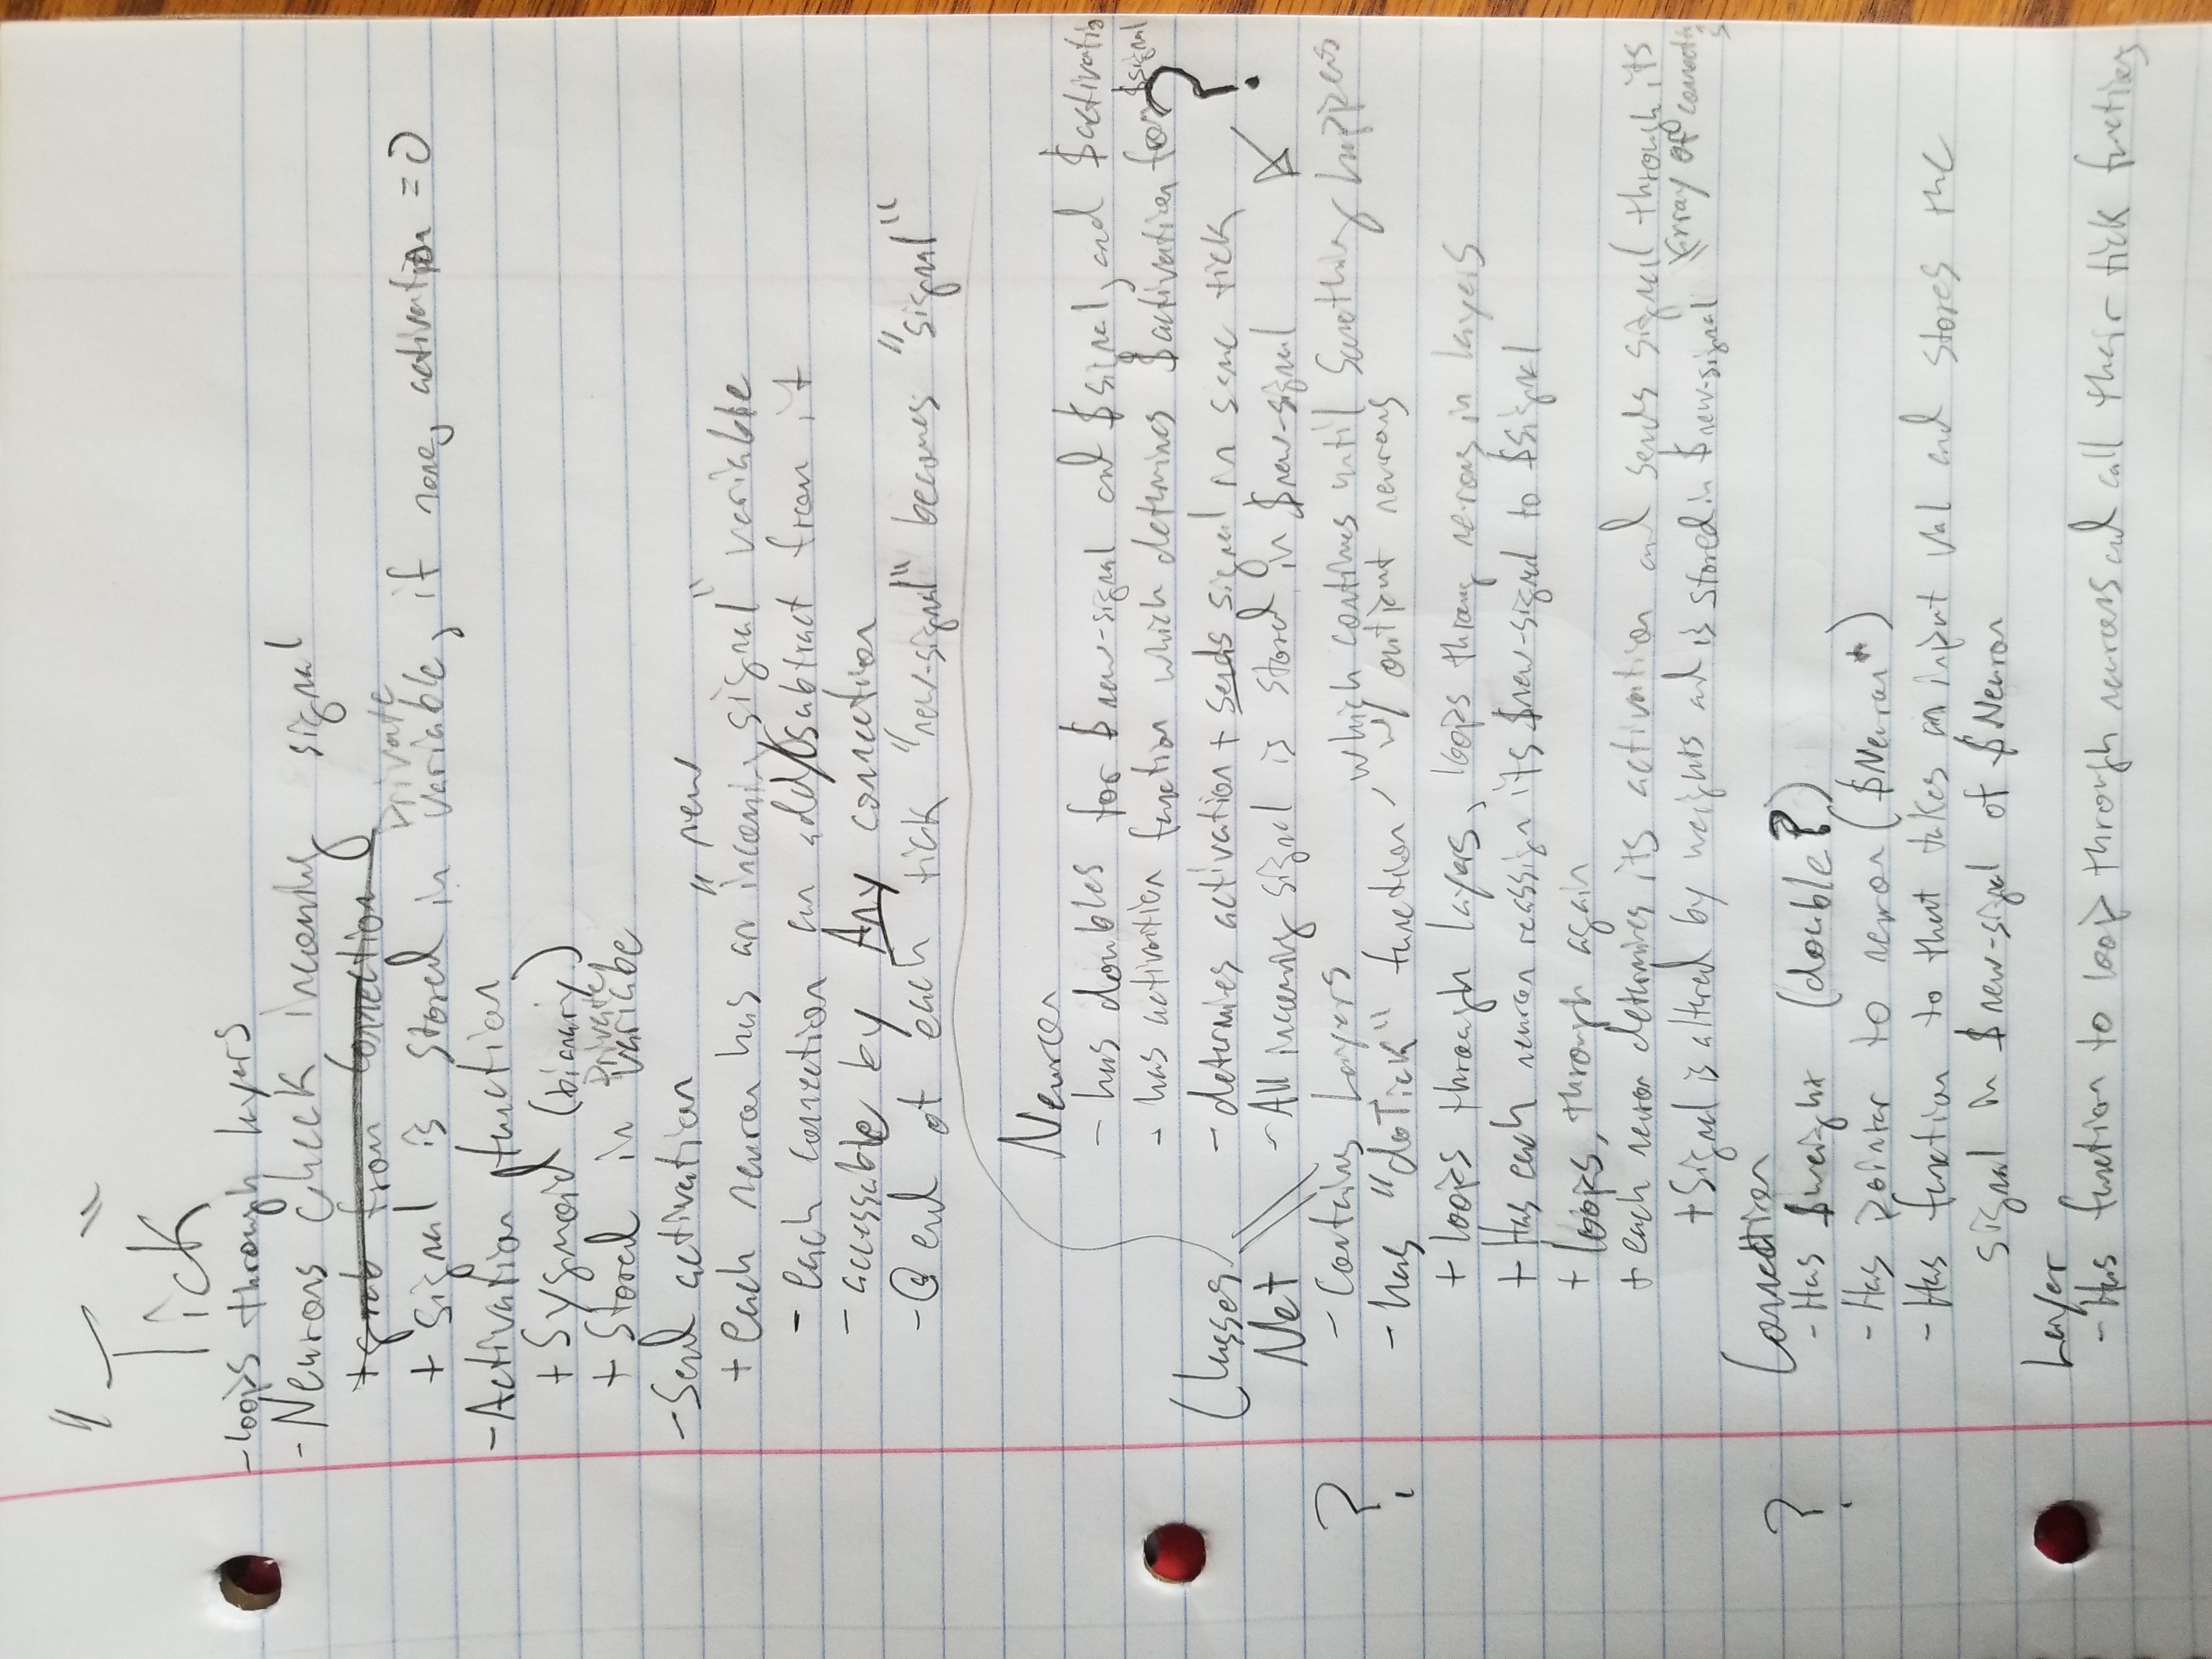 "Tick"
- loops through layers
- Neurons check incoming signal
+ grab from connection
private
+ signal is stored in variable, if none, activation = 0
- Activation function
+ Sygmoid (binary)
private
+ Stored in variabe
- Send activation
new
+ each neuron has an "incoming signal" variable
- each connection can add/subtract from it
- accessable by Any connection
- @ end of each tick "new-signal" becomes "signal"
Neuron
- has doubles for $new-signal and $signal, and $activatio
- has activation function which determines $activation from $signal
?
Classes
- determines activation + sends signal in same tick
- All incoming signal is stored in $new-signal
Net
?
- Contains Layers
- has "doTick" function - which continues until Something happens
w/ output neurons
+ loops through layers, loops throug nerons in layers
+ Has each neuron reassign its $new-signal to $signal
+ loops, through again
+ each neuron determines its activation and sends signal through its
array of connections
+ Signal is altered by weights and is stored in $new-signal
Connection
?
- Has $weight (double?)
- Has pointer to neuron ($Neuron*)
- Has function to that takes an input val and stores the
signal in $new-signal of $Neuron
Layer
- Has function to loop through neurons and call their tick functions